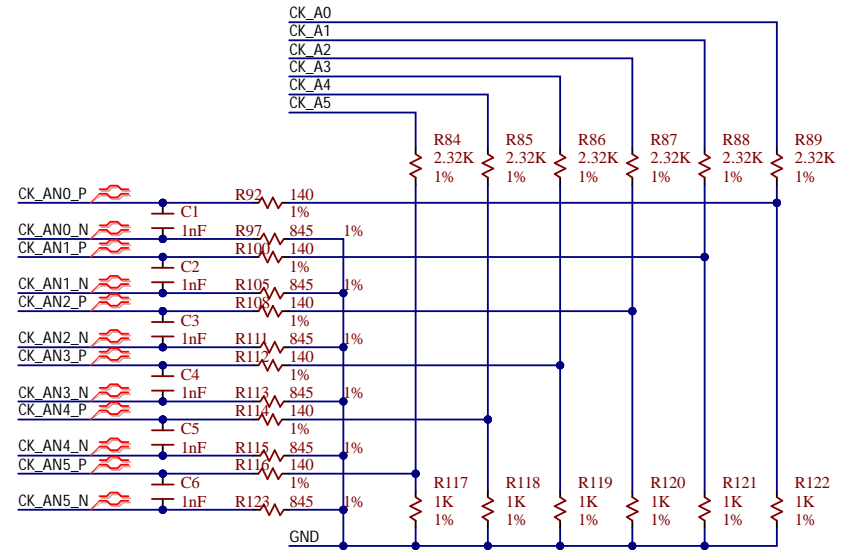 CK_A0
CK_A1
CK_A2
CK_A3
CK_A4
CK_A5
R84 R85 R86 R87 R88 R89
2.32K 2.32K 2.32K 2.32K 2.32K 2.32K
1% 1% 1% 1% 1% 1%
CK_AN0_P R92 140
C1 1%
CK_AN0_N 1nF R97 845 1%
CK_AN1_P R100 140
C2 1%
CK_AN1_N 1nF R105 845 1%
CK_AN2_P R108 140
C3 1%
CK_AN2_N 1nF R111 845 1%
CK_AN3_P R112 140
C4 1%
CK_AN3_N 1nF R113 845 1%
CK_AN4_P R114 140
C5 1%
CK_AN4_N 1nF R115 845 1%
CK_AN5_P R116 140
C6 1%
CK_AN5_N 1nF R123 845 1%
R117 R118 R119 R120 R121 R122
1K 1K 1K 1K 1K 1K
1% 1% 1% 1% 1% 1%
GND